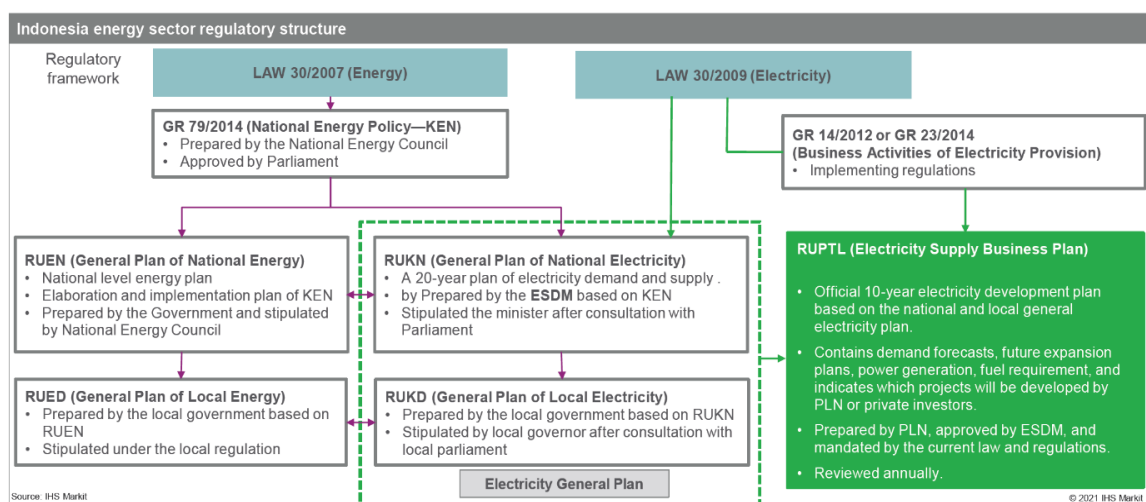 Indonesia energy sector regulatory structure
Regulatory
framework
LAW 30/2007 (Energy)
LAW 30/2009 (Electricity)
GR 79/2014 (National Energy Policy—KEN)
• Prepared by the National Energy Council
• Approved by Parliament
GR 14/2012 or GR 23/2014
(Business Activities of Electricity Provision)
• Implementing regulations
RUEN (General Plan of National Energy)
• National level energy plan
• Elaboration and implementation plan of KEN
• Prepared by the Government and stipulated
by National Energy Council
RUKN (General Plan of National Electricity)
• A 20-year plan of electricity demand and supply .
• by Prepared by the ESDM based on KEN
• Stipulated the minister after consultation with
Parliament
RUPTL (Electricity Supply Business Plan)
• Official 10-year electricity development plan
based on the national and local general
electricity plan.
• Contains demand forecasts, future expansion
plans, power generation, fuel requirement, and
indicates which projects will be developed by
PLN or private investors.
• Prepared by PLN, approved by ESDM, and
mandated by the current law and regulations.
• Reviewed annually.
RUED (General Plan of Local Energy)
• Prepared by the local government based on
RUEN
• Stipulated under the local regulation
RUKD (General Plan of Local Electricity)
• Prepared by the local government based on RUKN
• Stipulated by local governor after consultation with
local parliament
Electricity General Plan
Source: IHS Markit
© 2021 IHS Markit